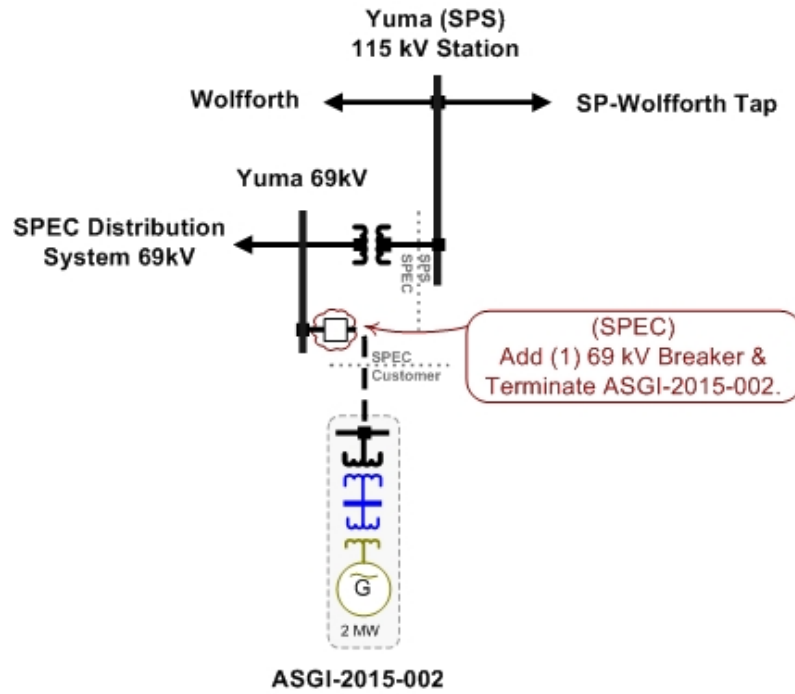 Yuma (SPS)
115 kV Station
Wolfforth
SP-Wolfforth Tap
Yuma 69kV
SPEC Distribution
System 69kV
SPEC
SPS
(SPEC)
Add (1) 69 kV Breaker &
Terminate ASGI-2015-002.
SPEC
Customer
G
2 MW
ASGI-2015-002